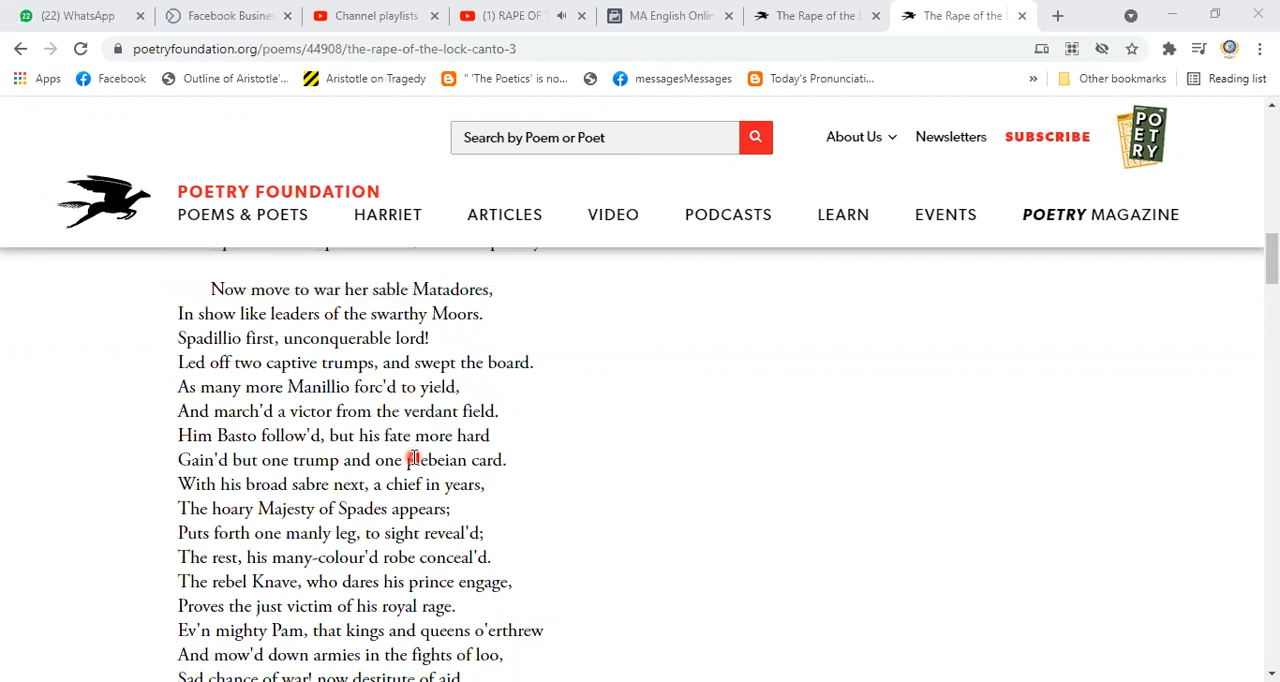 (22) WhatsApp
Facebook Busine
Channel playlists
(1) RAPE OF
MA English Onli
The Rape of the
The Rape of the
poetryfoundation.org/poems/44908/the-rape-of-the-lock-canto-3
Apps
Facebook
Outline of Aristotle'...
Aristotle on Tragedy
" 'The Poetics' is no...
messagesMessages
Today's Pronunciati...
»
Other bookmarks
Reading list
Search by Poem or Poet
About Us
Newsletters
SUBSCRIBE
PO
ET
RY
POETRY FOUNDATION
POEMS & POETS
HARRIET
ARTICLES
VIDEO
PODCASTS
LEARN
EVENTS
POETRY MAGAZINE
Now move to war her sable Matadores,
In show like leaders of the swarthy Moors.
Spadillio first, unconquerable lord!
Led off two captive trumps, and swept the board.
As many more Manillio forc'd to yield,
And march'd a victor from the verdant field.
Him Basto follow'd, but his fate more hard
Gain'd but one trump and one plebeian card.
With his broad sabre next, a chief in years,
The hoary Majesty of Spades appears;
Puts forth one manly leg, to sight reveal'd;
The rest, his many-colour'd robe conceal'd.
The rebel Knave, who dares his prince engage,
Proves the just victim of his royal rage.
Ev'n mighty Pam, that kings and queens o'erthrew
And mow'd down armies in the fights of loo,
Sad chance of war! now destitute of aid,